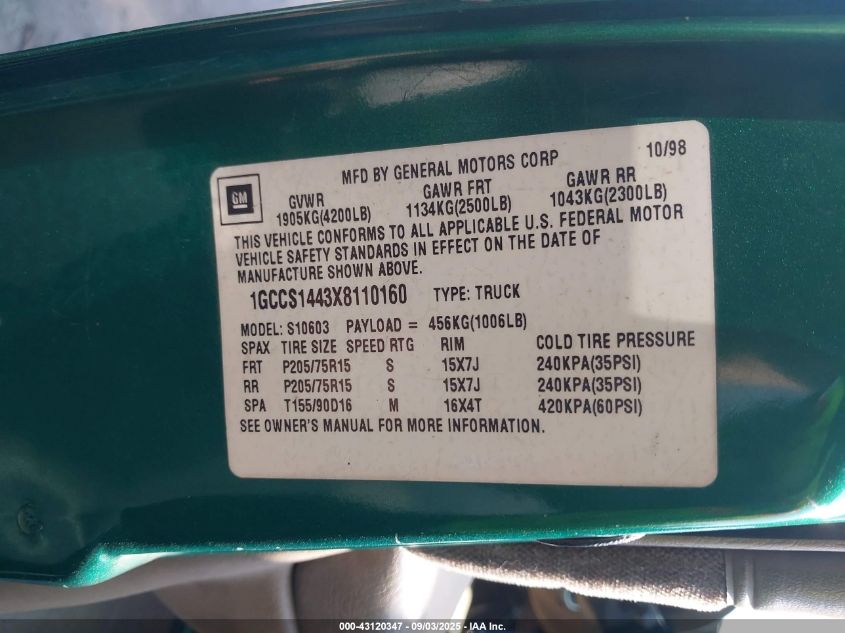 MFD BY GENERAL MOTORS CORP 10/98
GM
GVWR GAWR FRT GAWR RR
1905KG(4200LB) 1134KG(2500LB) 1043KG(2300LB)
THIS VEHICLE CONFORMS TO ALL APPLICABLE U.S. FEDERAL MOTOR
VEHICLE SAFETY STANDARDS IN EFFECT ON THE DATE OF
MANUFACTURE SHOWN ABOVE.
1GCCS1443X8110160 TYPE: TRUCK
MODEL: S10603 PAYLOAD = 456KG(1006LB)
SPAX TIRE SIZE SPEED RTG RIM COLD TIRE PRESSURE
FRT P205/75R15 S 15X7J 240KPA(35PSI)
RR P205/75R15 S 15X7J 240KPA(35PSI)
SPA T155/90D16 M 16X4T 420KPA(60PSI)
SEE OWNER'S MANUAL FOR MORE INFORMATION.
000-43120347 - 09/03/2025 - IAA Inc.